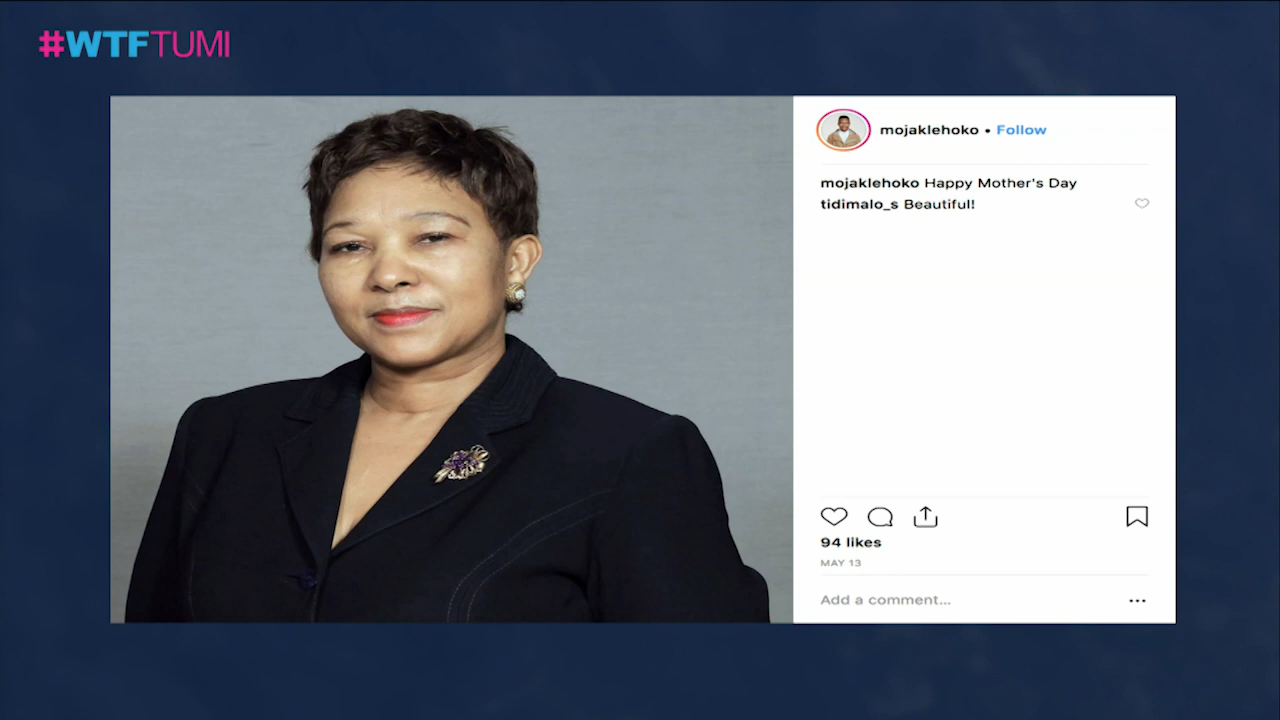 #WTFTUMI
mojaklehoko • Follow
mojaklehoko Happy Mother's Day
tidimalo_s Beautiful!
94 likes
MAY 13
Add a comment...